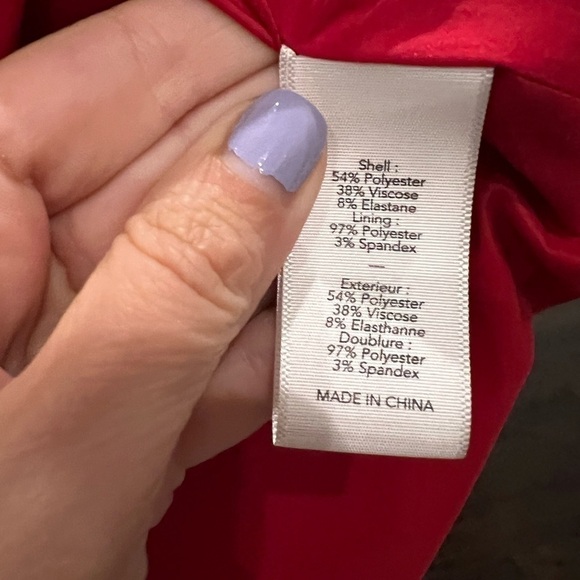 Shell :
54% Polyester
38% Viscose
8% Elastane
Lining :
97% Polyester
3% Spandex
—
Exterieur :
54% Polyester
38% Viscose
8% Elasthanne
Doublure :
97% Polyester
3% Spandex
MADE IN CHINA